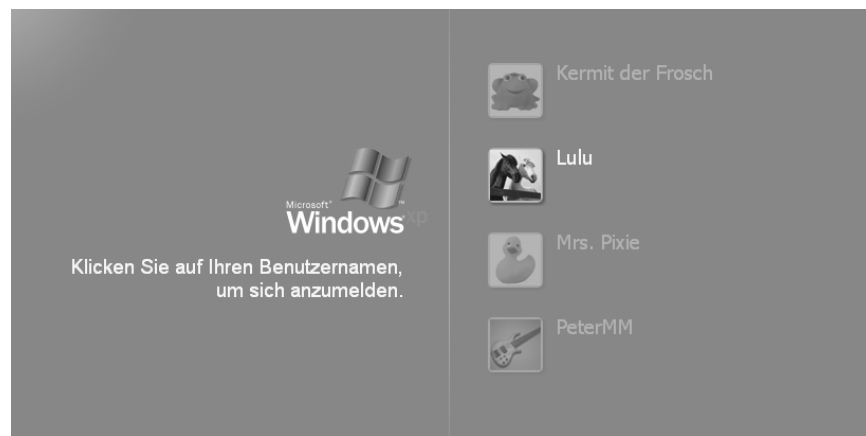 Microsoft®
Windows xp
Klicken Sie auf Ihren Benutzernamen,
um sich anzumelden.
Kermit der Frosch
Lulu
Mrs. Pixie
PeterMM